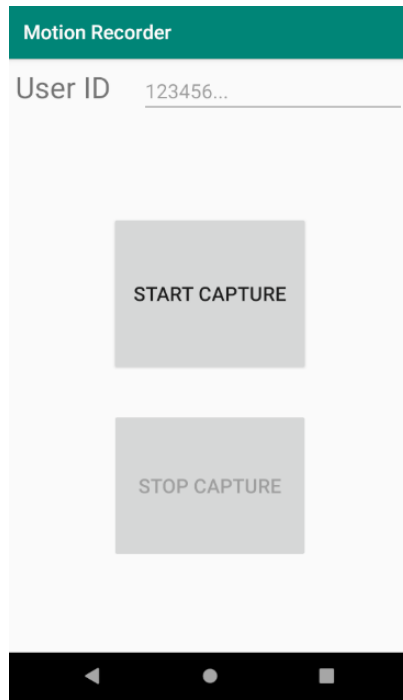 Motion Recorder
User ID 123456...
START CAPTURE
STOP CAPTURE